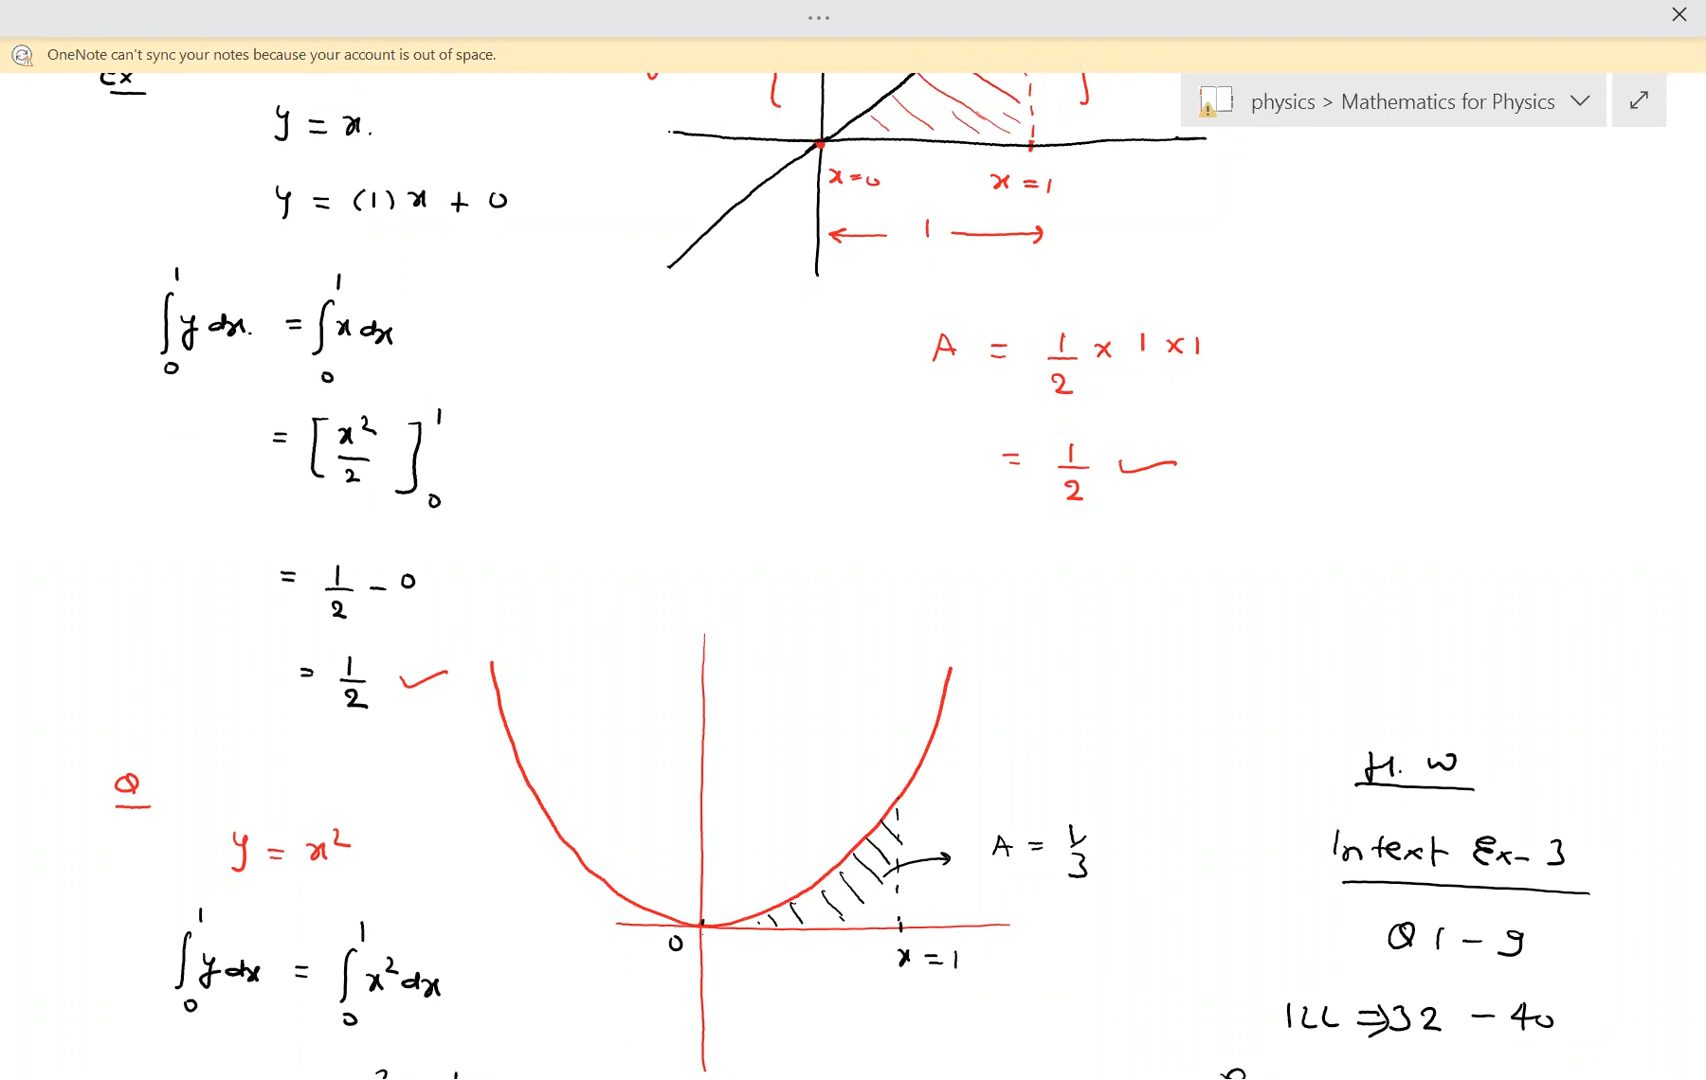 OneNote can't sync your notes because your account is out of space.
physics > Mathematics for Physics
Ex
y = x.
y = (1) x + 0
x=0
x = 1
1
∫₀¹ y dx. = ∫₀¹ x dx
= [x²/2]₀¹
= 1/2 - 0
= 1/2
A = 1/2 x 1 x 1
= 1/2
Q
y = x²
∫₀¹ y dx = ∫₀¹ x² dx
0
x = 1
A = 1/3
H. W
Intext Ex- 3
Q 1 - 9
ILL ⇒ 32 - 40